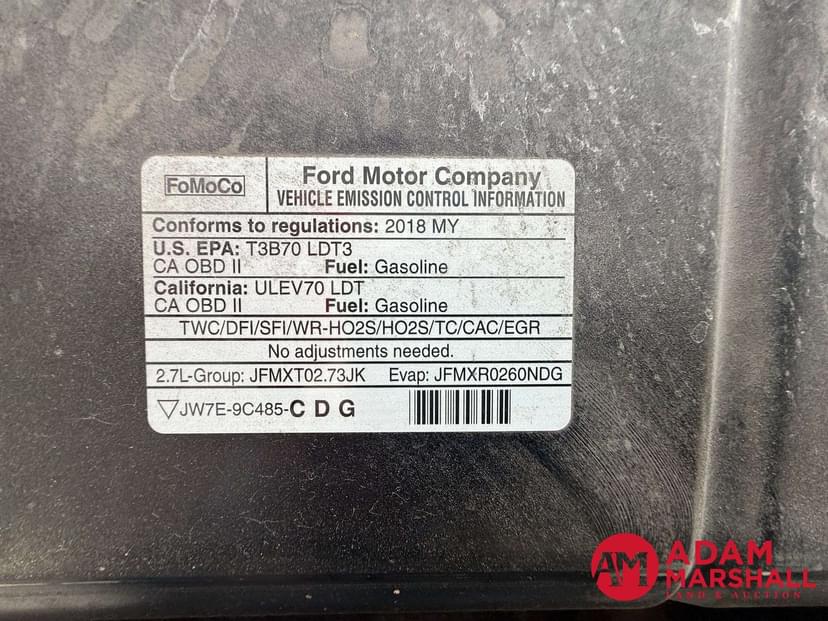 FoMoCo
Ford Motor Company
VEHICLE EMISSION CONTROL INFORMATION
Conforms to regulations: 2018 MY
U.S. EPA: T3B70 LDT3
CA OBD II Fuel: Gasoline
California: ULEV70 LDT
CA OBD II Fuel: Gasoline
TWC/DFI/SFI/WR-HO2S/HO2S/TC/CAC/EGR
No adjustments needed.
2.7L-Group: JFMXT02.73JK Evap: JFMXR0260NDG
JW7E-9C485-C D G
AM
ADAM
MARSHALL
LAND & AUCTION